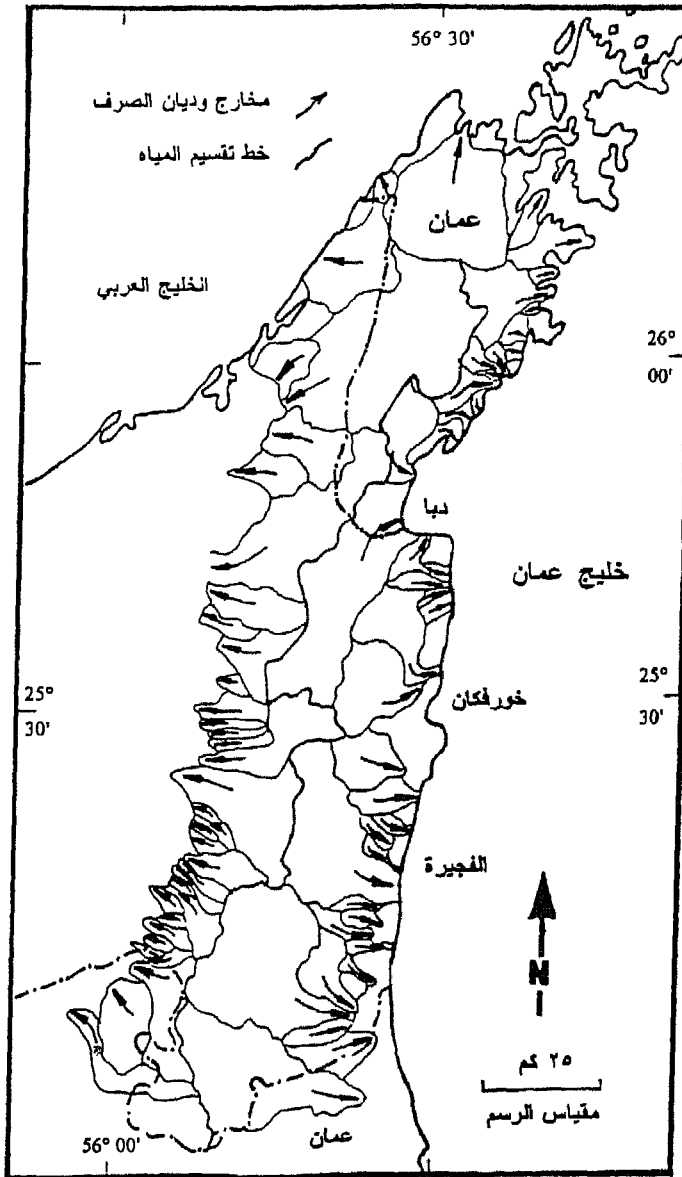 56° 30'
مخارج وديان الصرف
خط تقسيم المياه
عمان
الخليج العربي
26°
00'
دبا
خليج عمان
25°
30'
خورفكان
25°
30'
الفجيرة
N
٢٥ كم
مقياس الرسم
عمان
56° 00'